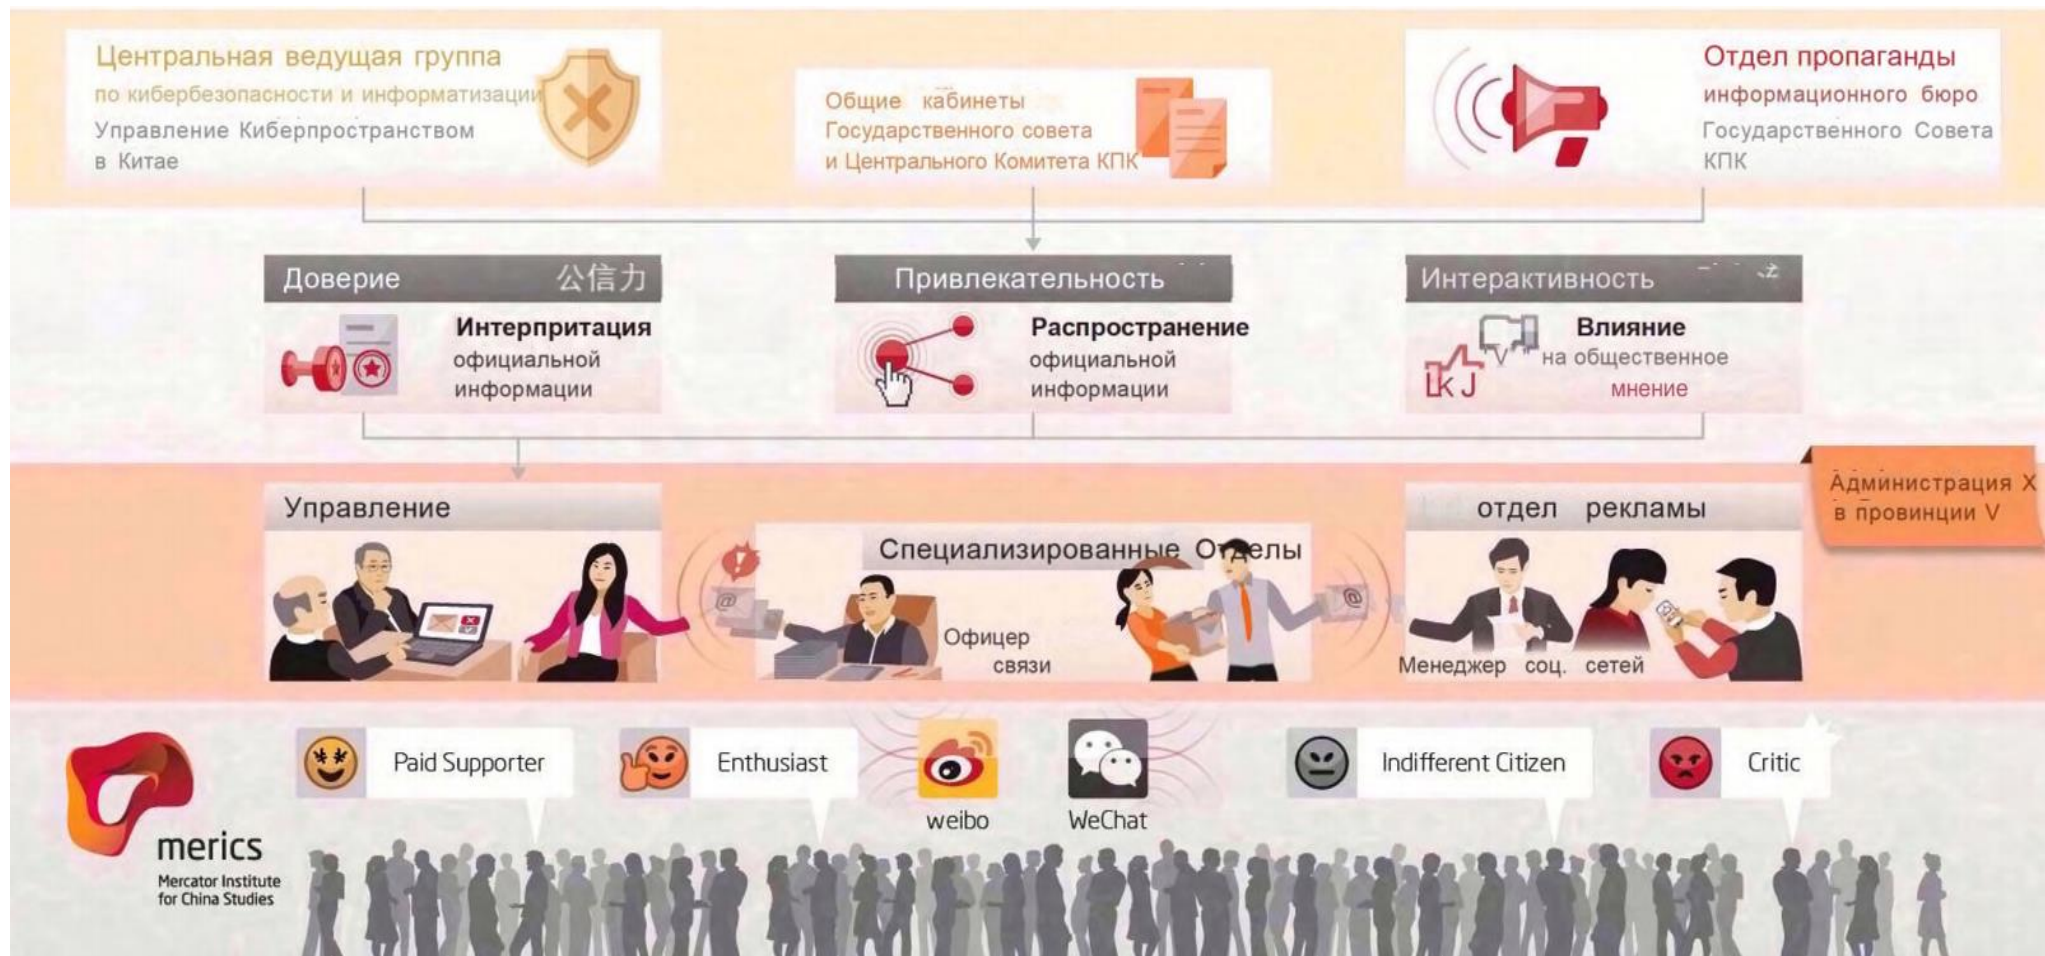 Центральная ведущая группа
по кибербезопасности и информатизации
Управление Киберпространством
в Китае
Общие кабинеты
Государственного совета
и Центрального Комитета КПК
Отдел пропаганды
информационного бюро
Государственного Совета
КПК
Доверие 公信力
Интерпритация
официальной
информации
Привлекательность
Распространение
официальной
информации
Интерактивность
Влияние
на общественное
мнение
Администрация X
в провинции V
Управление
Специализированные Отделы
Офицер
связи
отдел рекламы
Менеджер соц. сетей
Paid Supporter
Enthusiast
weibo
WeChat
Indifferent Citizen
Critic
merics
Mercator Institute
for China Studies